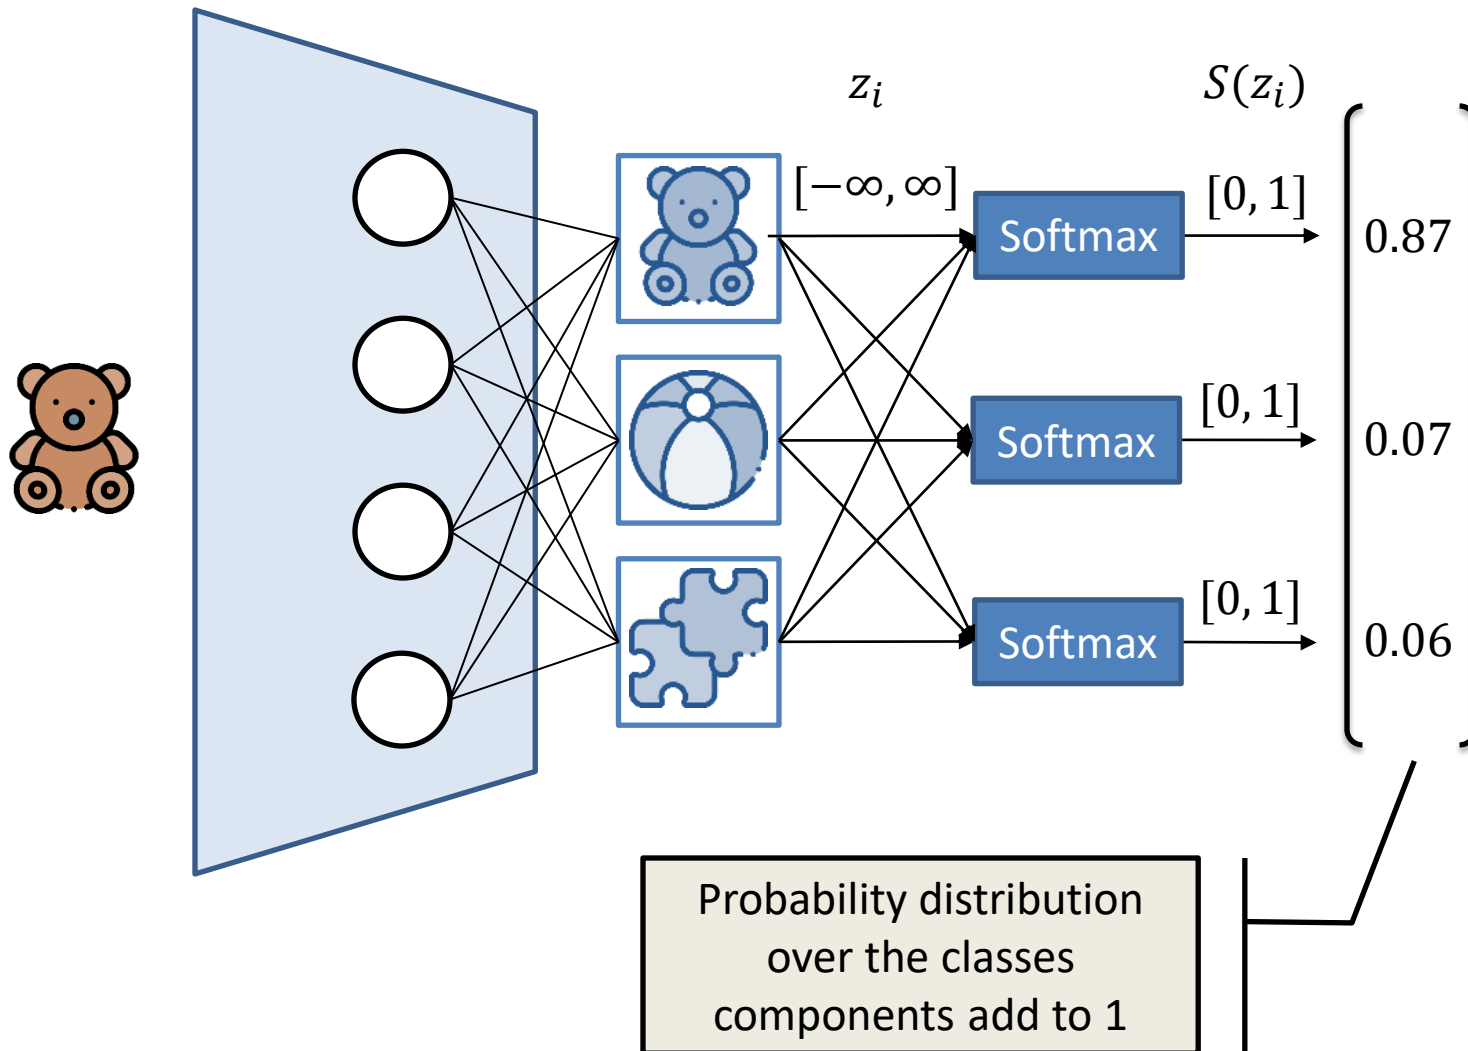 z_i
S(z_i)
[−∞, ∞]
Softmax
[0, 1]
0.87
Softmax
[0, 1]
0.07
Softmax
[0, 1]
0.06
Probability distribution
over the classes
components add to 1